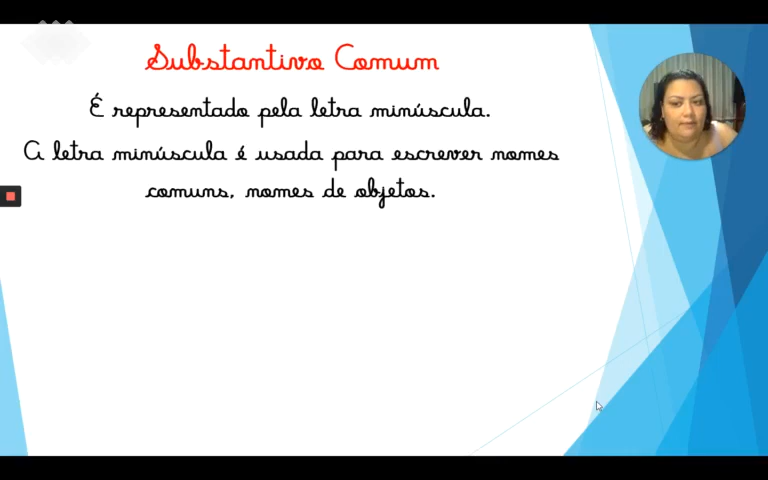 Substantivo Comum
É representado pela letra minúscula.
A letra minúscula é usada para escrever nomes
comuns, nomes de objetos.